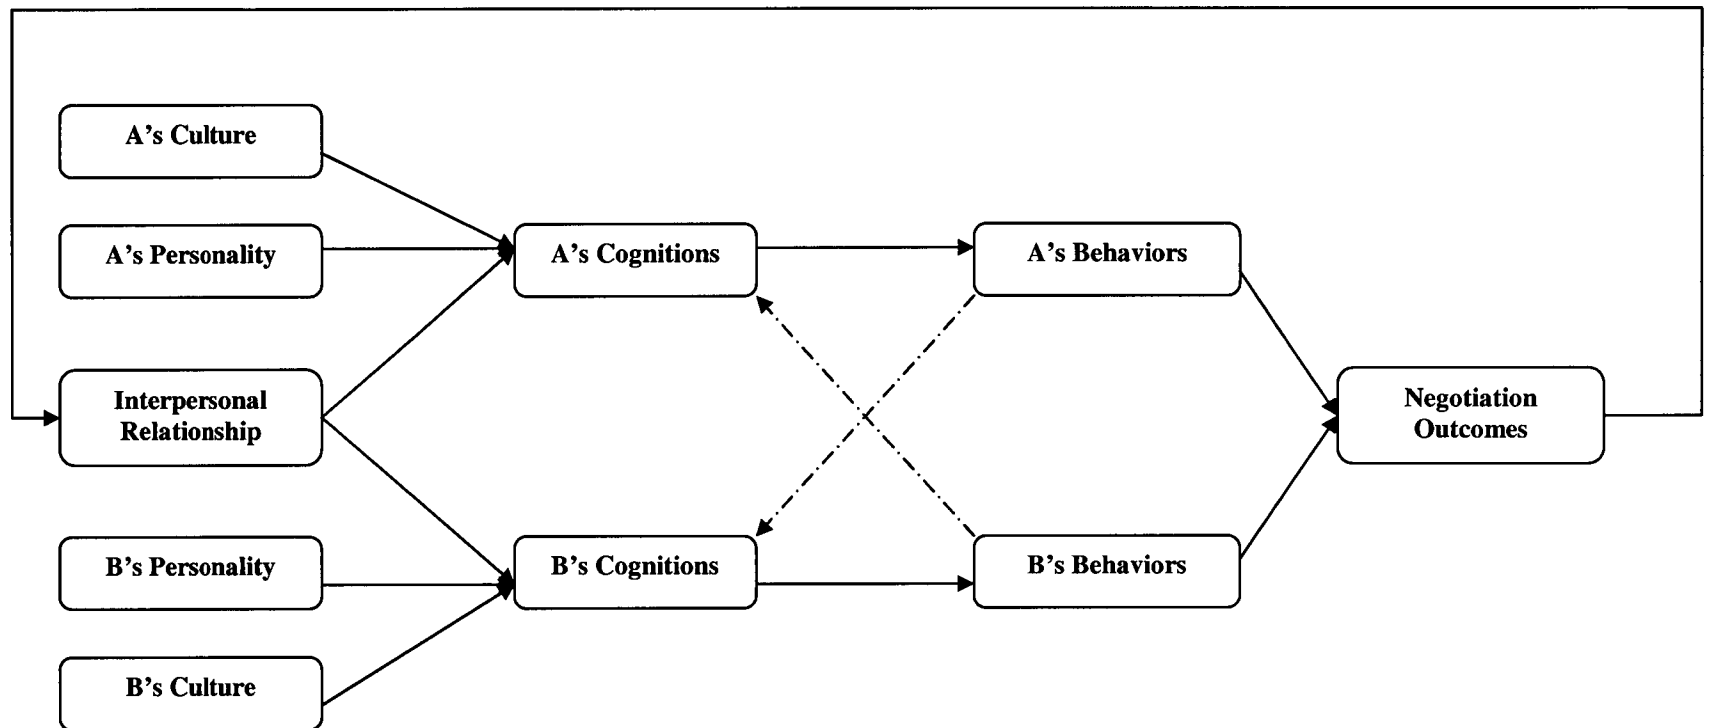 A's Culture
A's Personality
A's Cognitions
A's Behaviors
Interpersonal
Relationship
Negotiation
Outcomes
B's Personality
B's Cognitions
B's Behaviors
B's Culture